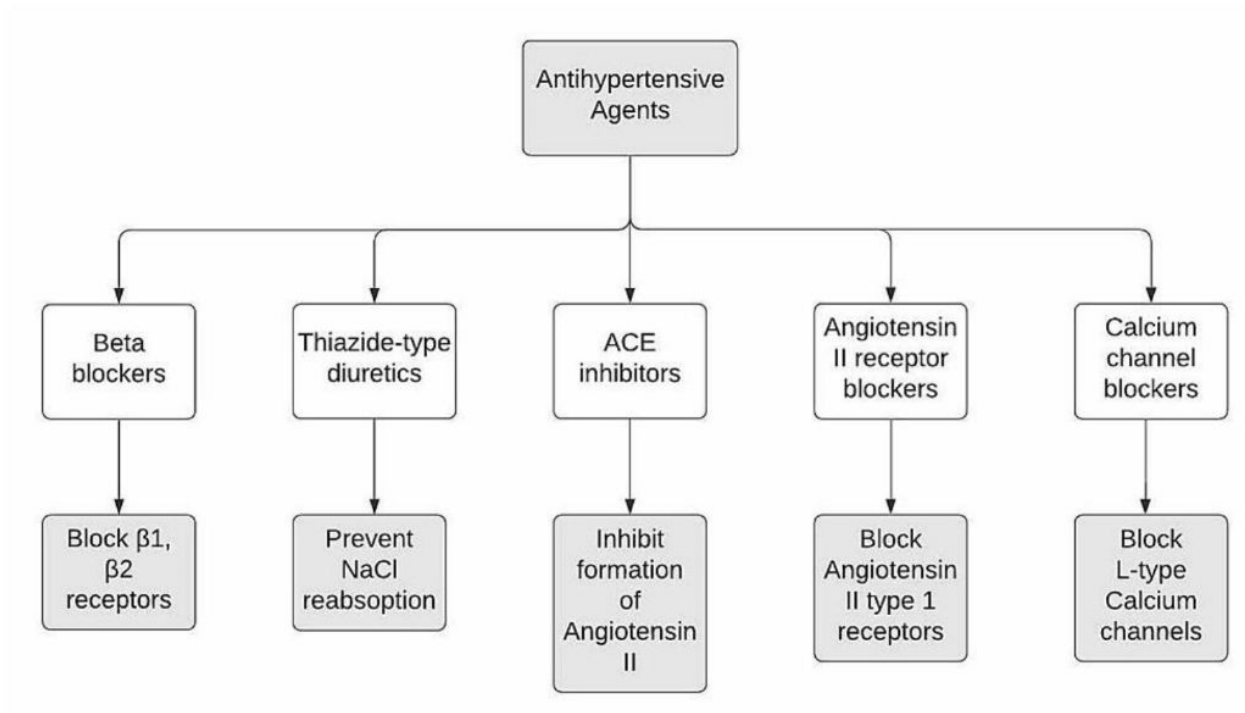 Antihypertensive
Agents
Beta
blockers
Thiazide-type
diuretics
ACE
inhibitors
Angiotensin
II receptor
blockers
Calcium
channel
blockers
Block β1,
β2
receptors
Prevent
NaCl
reabsoption
Inhibit
formation
of
Angiotensin
II
Block
Angiotensin
II type 1
receptors
Block
L-type
Calcium
channels